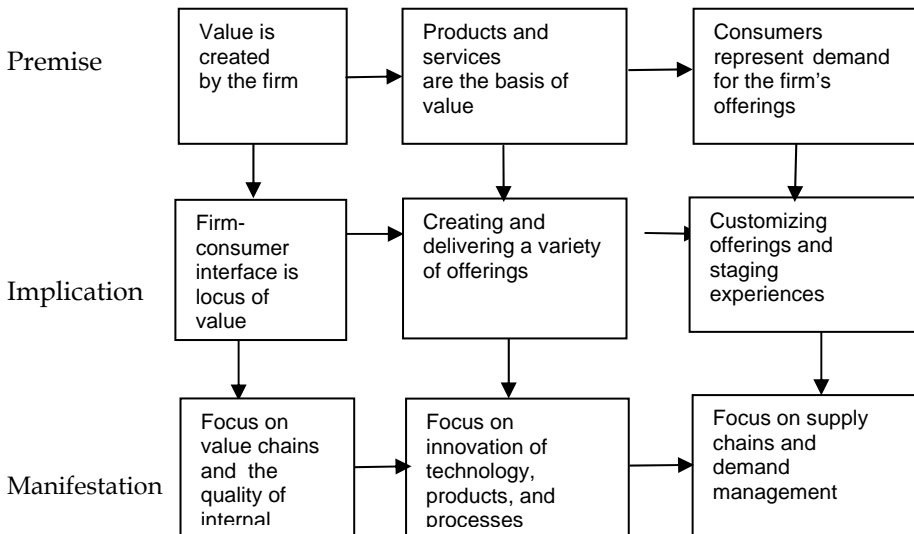 Premise
Value is
created
by the firm
Products and
services
are the basis of
value
Consumers
represent demand
for the firm's
offerings
Implication
Firm-
consumer
interface is
locus of
value
Creating and
delivering a variety
of offerings
Customizing
offerings and
staging
experiences
Manifestation
Focus on
value chains
and the
quality of
internal
Focus on
innovation of
technology,
products, and
processes
Focus on supply
chains and
demand
management